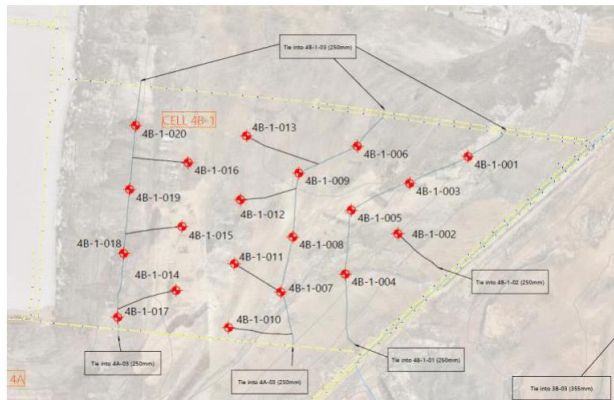 Tie into 4B-1-03 (250mm)
CELL 4B-1
4B-1-020
4B-1-013
4B-1-006
4B-1-001
4B-1-016
4B-1-009
4B-1-003
4B-1-019
4B-1-012
4B-1-005
4B-1-015
4B-1-008
4B-1-002
4B-1-018
4B-1-011
4B-1-004
Tie into 4B-1-02 (250mm)
4B-1-014
4B-1-007
4B-1-017
4B-1-010
Tie into 4A-03 (250mm)
Tie into 4A-03 (250mm)
Tie into 4B-1-01 (250mm)
4A
Tie into 3B-03 (355mm)